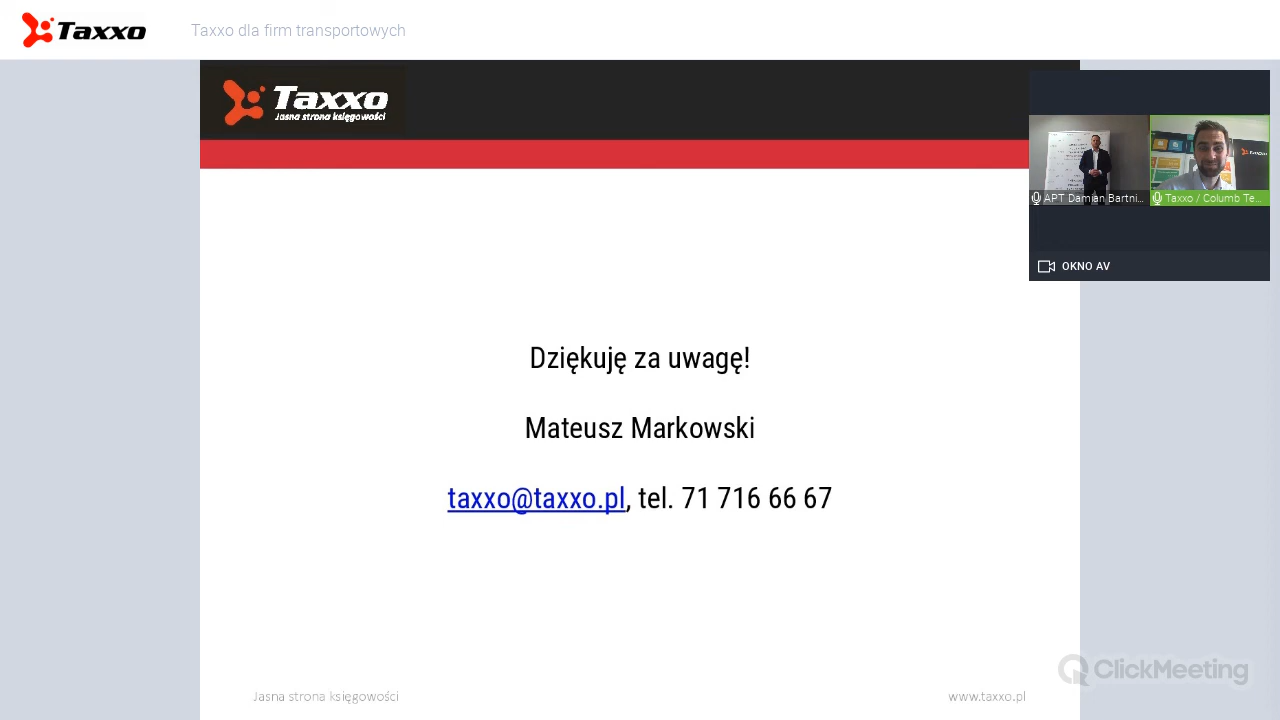 Taxxo
Taxxo dla firm transportowych
Taxxo
Jasna strona księgowości
APT Damian Bartni...
Taxxo / Columb Te...
OKNO AV
Dziękuję za uwagę!
Mateusz Markowski
taxxo@taxxo.pl, tel. 71 716 66 67
ClickMeeting
Jasna strona księgowości
www.taxxo.pl